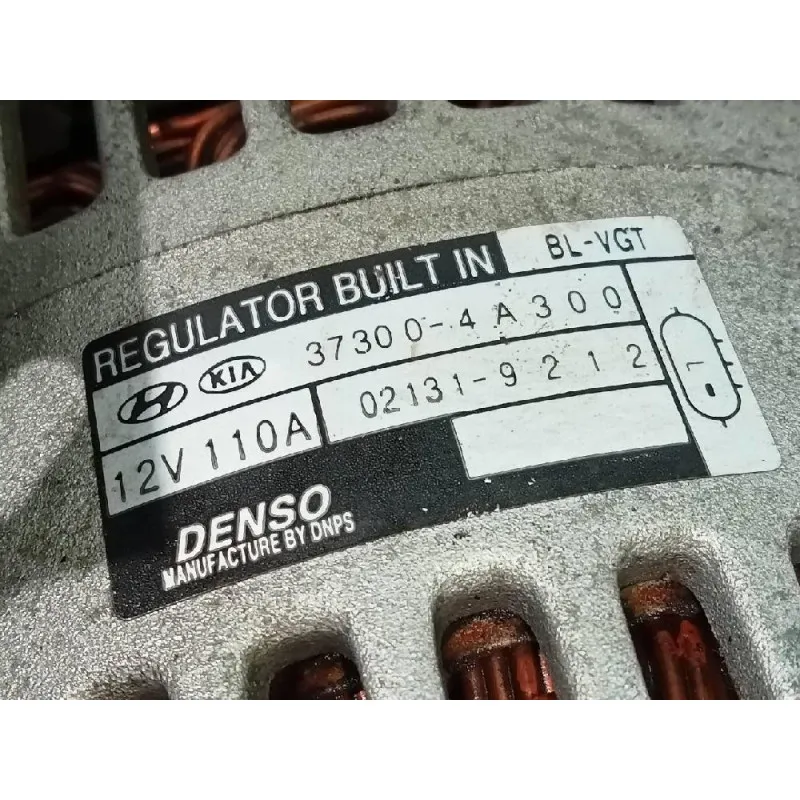 REGULATOR BUILT IN BL-VGT
KIA 37300-4A300
12V 110A 02131-9212
DENSO
MANUFACTURE BY DNPS